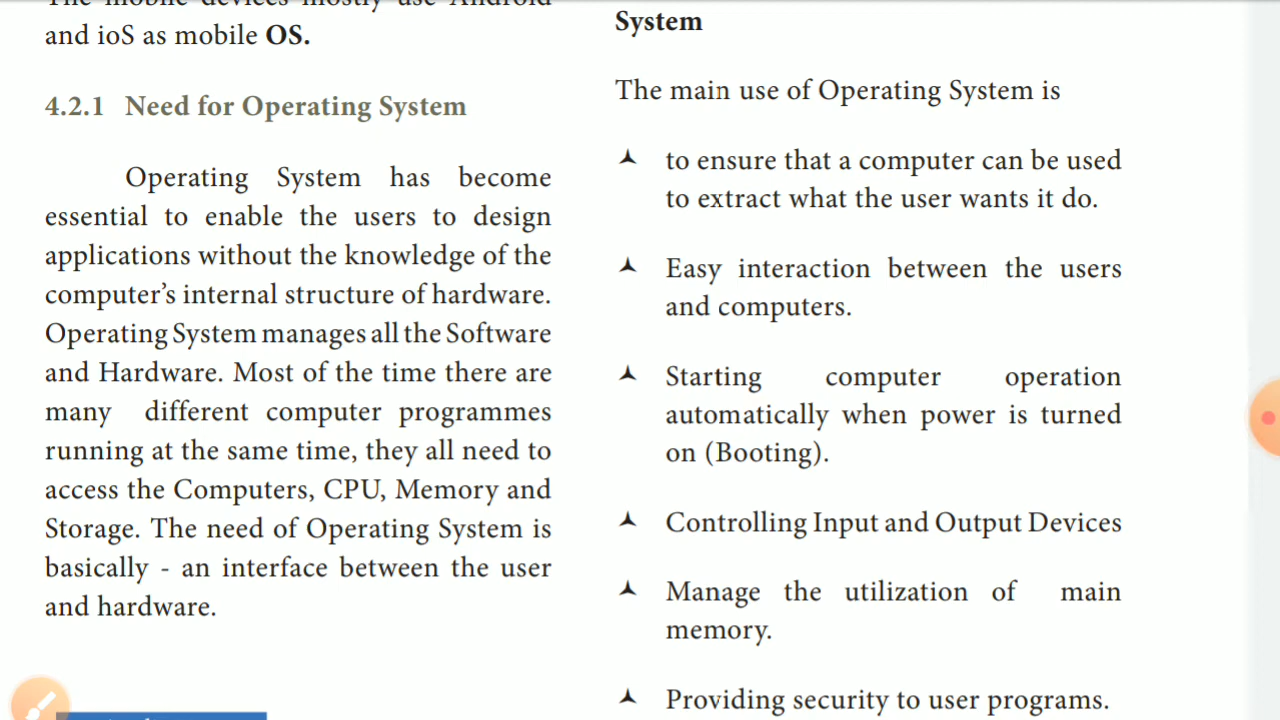 The mobile devices mostly use Android
and ioS as mobile OS.
4.2.1 Need for Operating System
Operating System has become
essential to enable the users to design
applications without the knowledge of the
computer’s internal structure of hardware.
Operating System manages all the Software
and Hardware. Most of the time there are
many different computer programmes
running at the same time, they all need to
access the Computers, CPU, Memory and
Storage. The need of Operating System is
basically - an interface between the user
and hardware.
System
The main use of Operating System is
to ensure that a computer can be used
to extract what the user wants it do.
Easy interaction between the users
and computers.
Starting computer operation
automatically when power is turned
on (Booting).
Controlling Input and Output Devices
Manage the utilization of main
memory.
Providing security to user programs.